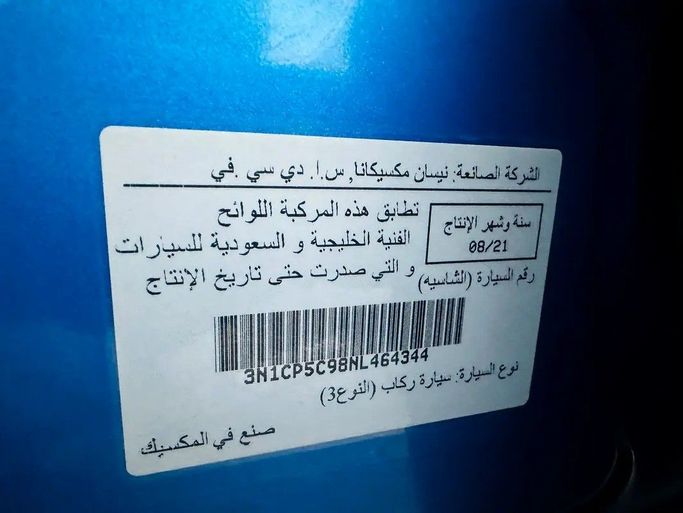 الشركة الصانعة: نيسان مكسيكانا, س.ا. دي سي .في
سنة وشهر الإنتاج
08/21
تطابق هذه المركبة اللوائح
الفنية الخليجية و السعودية للسيارات
و التي صدرت حتى تاريخ الإنتاج
رقم السيارة (الشاسيه)
3N1CP5C98NL464344
نوع السيارة: سيارة ركاب (النوع3)
صنع في المكسيك